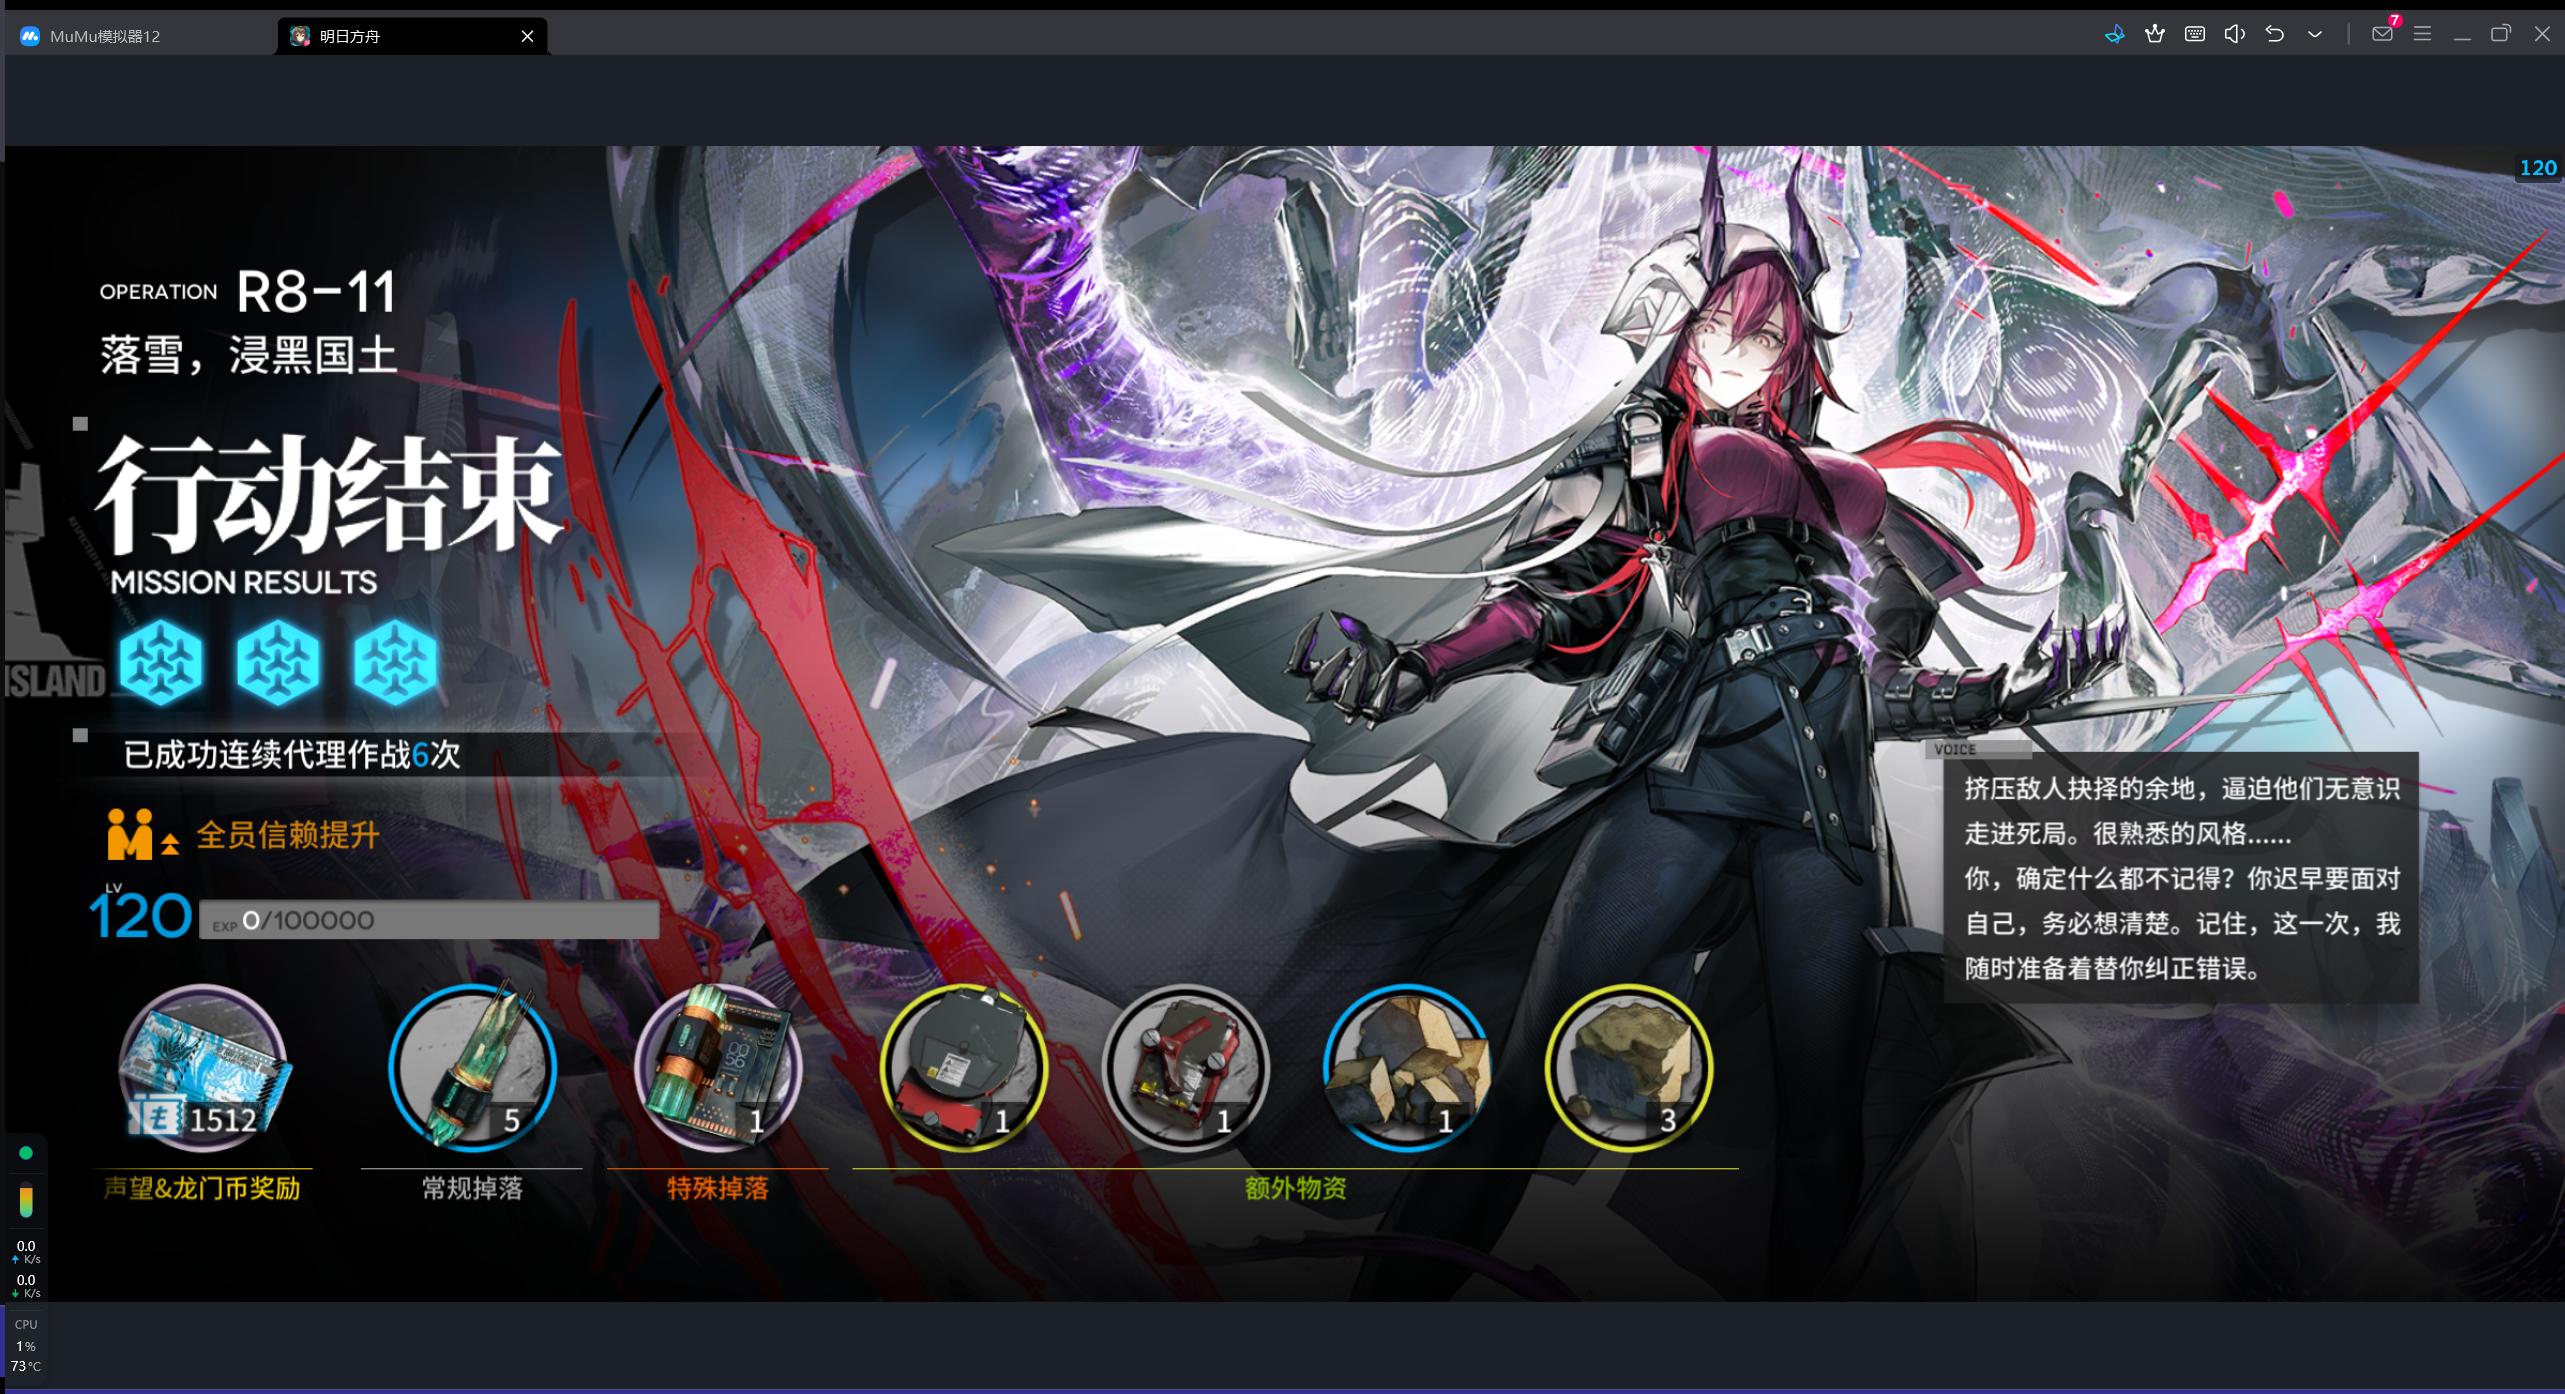 MuMu模拟器12
明日方舟
7
120
OPERATION R8-11
落雪，浸黑国土
行动结束
MISSION RESULTS
ISLAND
已成功连续代理作战6次
全员信赖提升
LV
120
EXP 0/100000
VOICE
挤压敌人抉择的余地，逼迫他们无意识
走进死局。很熟悉的风格……
你，确定什么都不记得？你迟早要面对
自己，务必想清楚。记住，这一次，我
随时准备着替你纠正错误。
1512
5
1
1
1
1
3
声望&龙门币奖励
常规掉落
特殊掉落
额外物资
0.0
K/s
0.0
K/s
CPU
1%
73°C